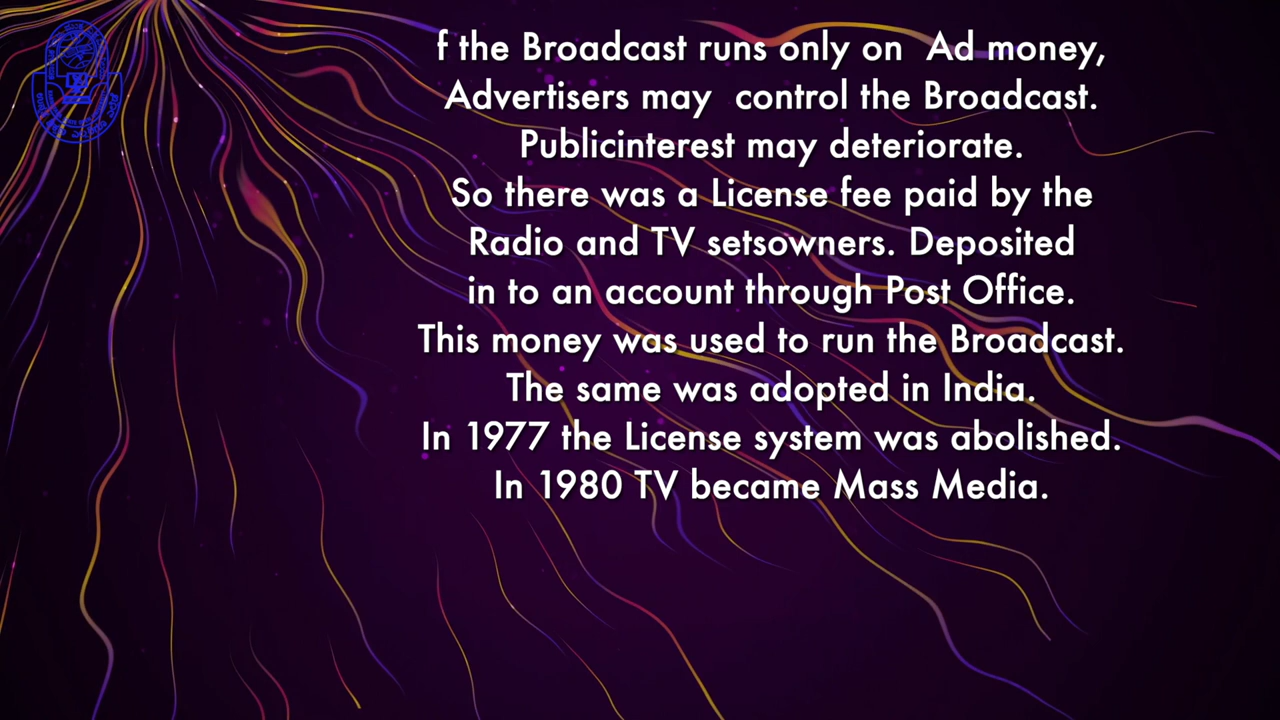 f the Broadcast runs only on  Ad money,
Advertisers may  control the Broadcast.
Publicinterest may deteriorate.
So there was a License fee paid by the
Radio and TV setsowners. Deposited
in to an account through Post Office.
This money was used to run the Broadcast.
The same was adopted in India.
In 1977 the License system was abolished.
In 1980 TV became Mass Media.